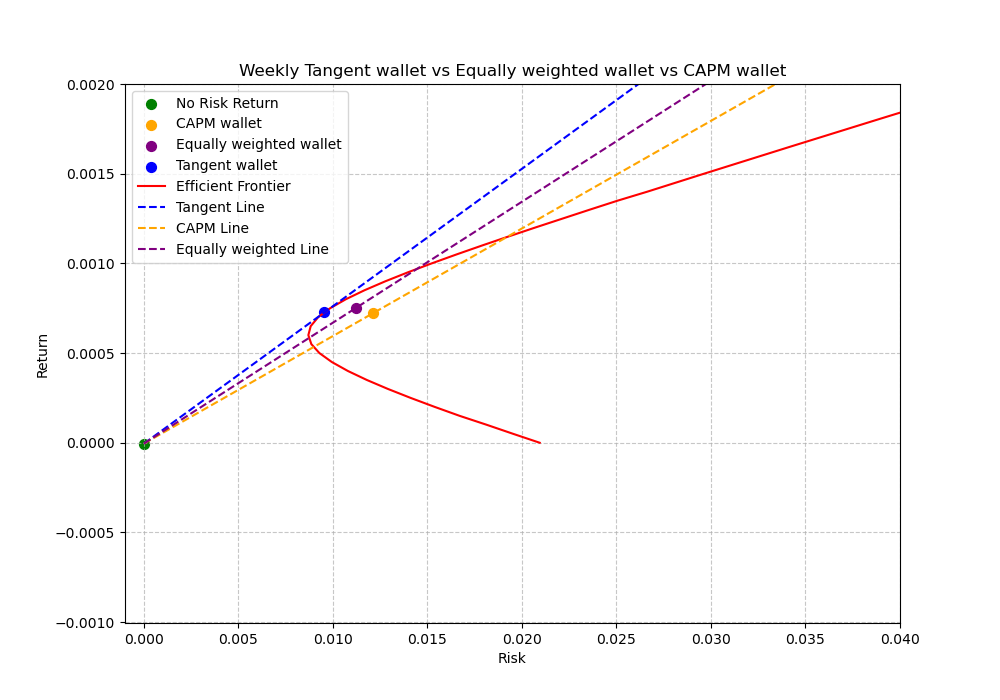 Weekly Tangent wallet vs Equally weighted wallet vs CAPM wallet
No Risk Return
CAPM wallet
Equally weighted wallet
Tangent wallet
Efficient Frontier
Tangent Line
CAPM Line
Equally weighted Line
Return
0.0020
0.0015
0.0010
0.0005
0.0000
−0.0005
−0.0010
0.000 0.005 0.010 0.015 0.020 0.025 0.030 0.035 0.040
Risk